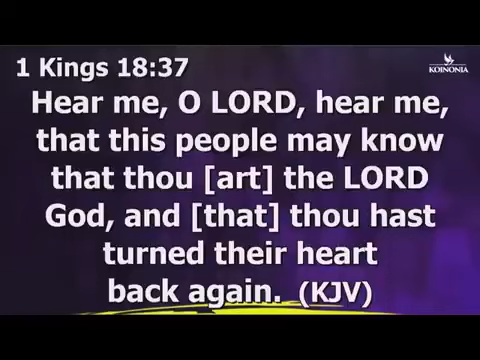 1 Kings 18:37
KOINONIA
Hear me, O LORD, hear me,
that this people may know
that thou [art] the LORD
God, and [that] thou hast
turned their heart
back again. (KJV)